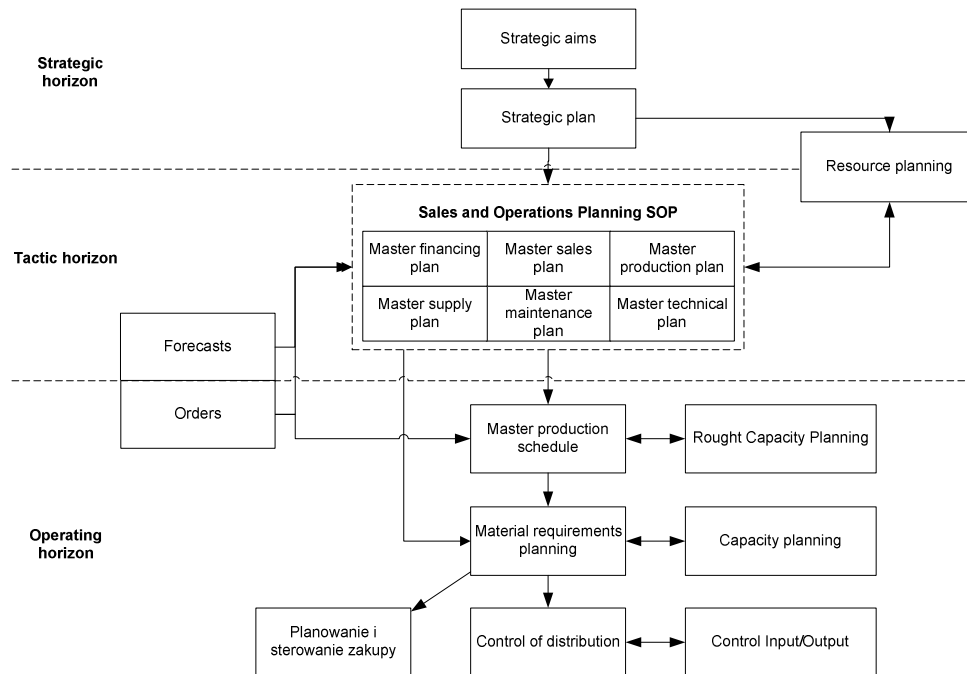 Strategic aims
Strategic
horizon
Strategic plan
Resource planning
Sales and Operations Planning SOP
Tactic horizon
Master financing
plan
Master sales
plan
Master
production plan
Master supply
plan
Master
maintenance
plan
Master technical
plan
Forecasts
Orders
Master production
schedule
Rought Capacity Planning
Operating
horizon
Material requirements
planning
Capacity planning
Planowanie i
sterowanie zakupy
Control of distribution
Control Input/Output